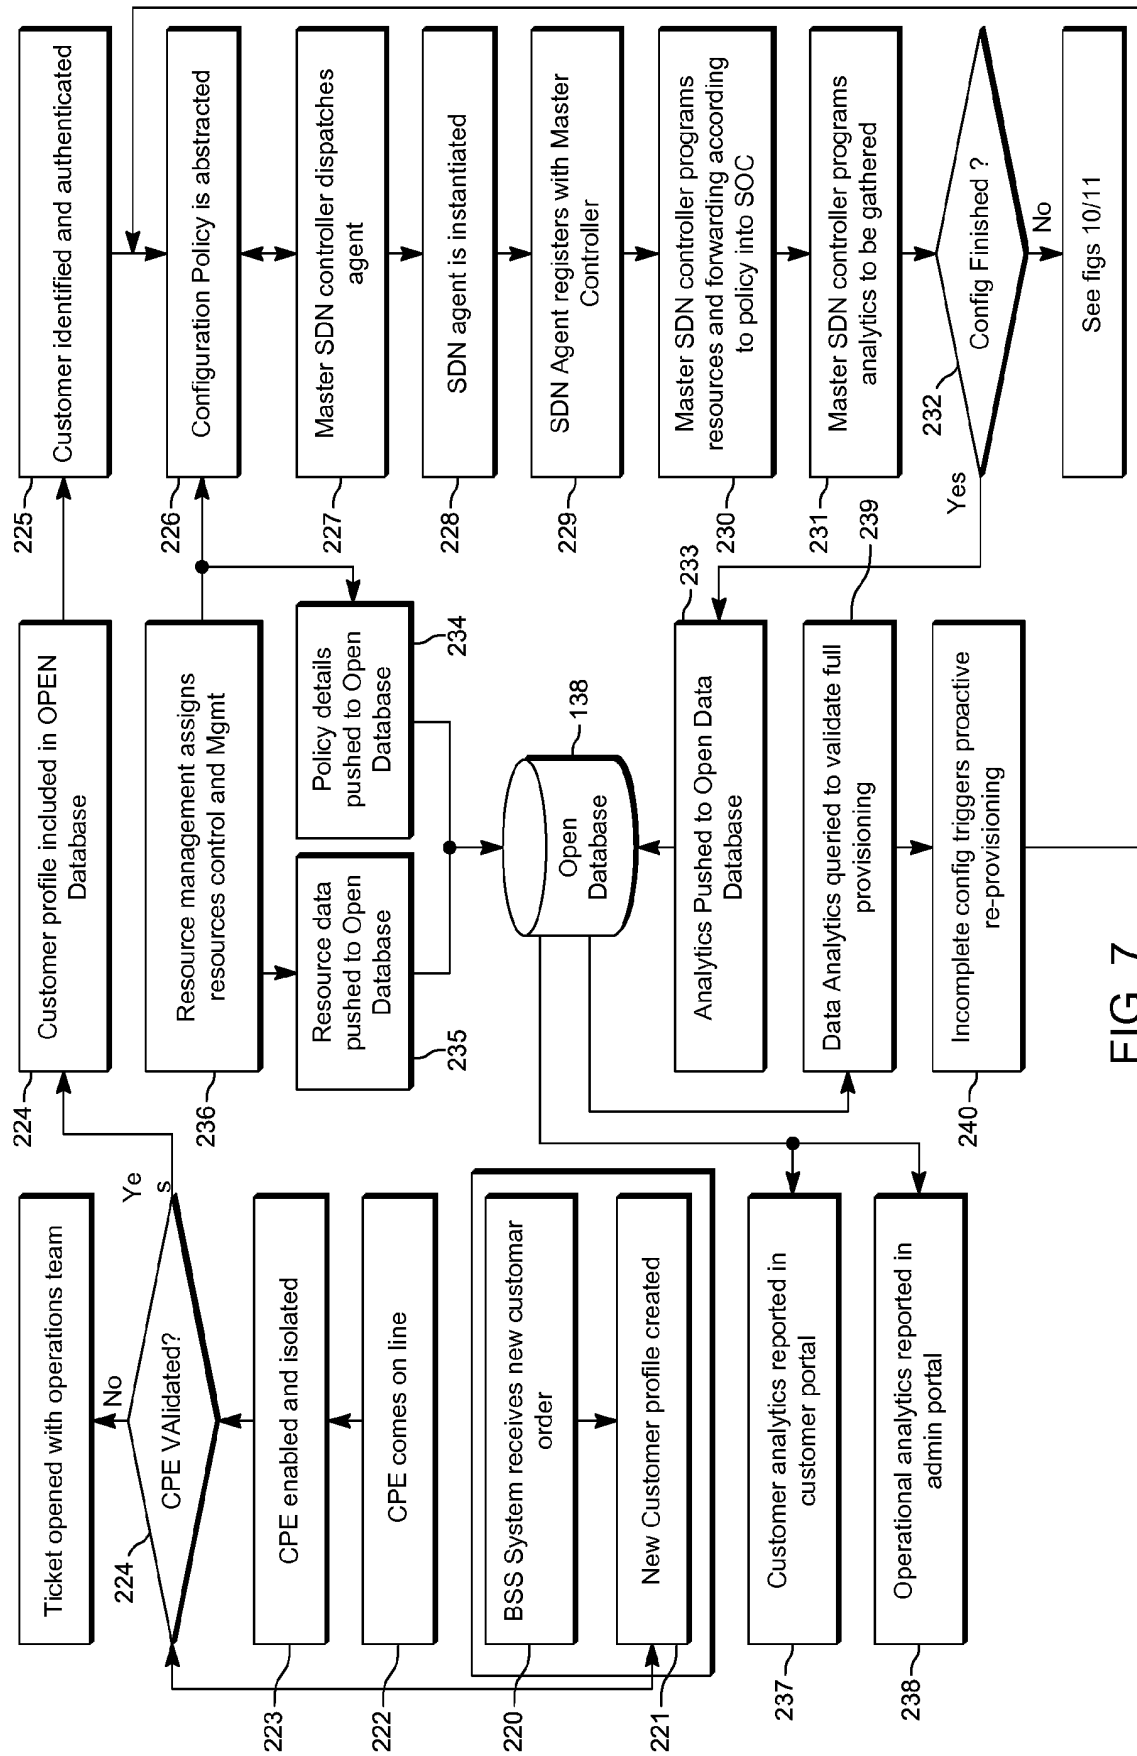 Ticket opened with operations team
No
CPE VAlidated?
224
Ye
s
CPE enabled and isolated
223
CPE comes on line
222
BSS System receives new customar
order
220
New Customer profile created
221
Customer analytics reported in
customer portal
237
Operational analytics reported in
admin portal
238
Customer profile included in OPEN
Database
224
Resource management assigns
resources control and Mgmt
236
Resource data
pushed to Open
Database
235
Policy details
pushed to Open
Database
234
Open
Database
138
Analytics Pushed to Open Data
Database
233
Data Analytics queried to validate full
provisioning
239
Incomplete config triggers proactive
re-provisioning
240
Customer identified and authenticated
225
Configuration Policy is abstracted
226
Master SDN controller dispatches
agent
227
SDN agent is instantiated
228
SDN Agent registers with Master
Controller
229
Master SDN controller programs
resources and forwarding according
to policy into SOC
230
Master SDN controller programs
analytics to be gathered
231
Config Finished ?
232
Yes
No
See figs 10/11
FIG. 7